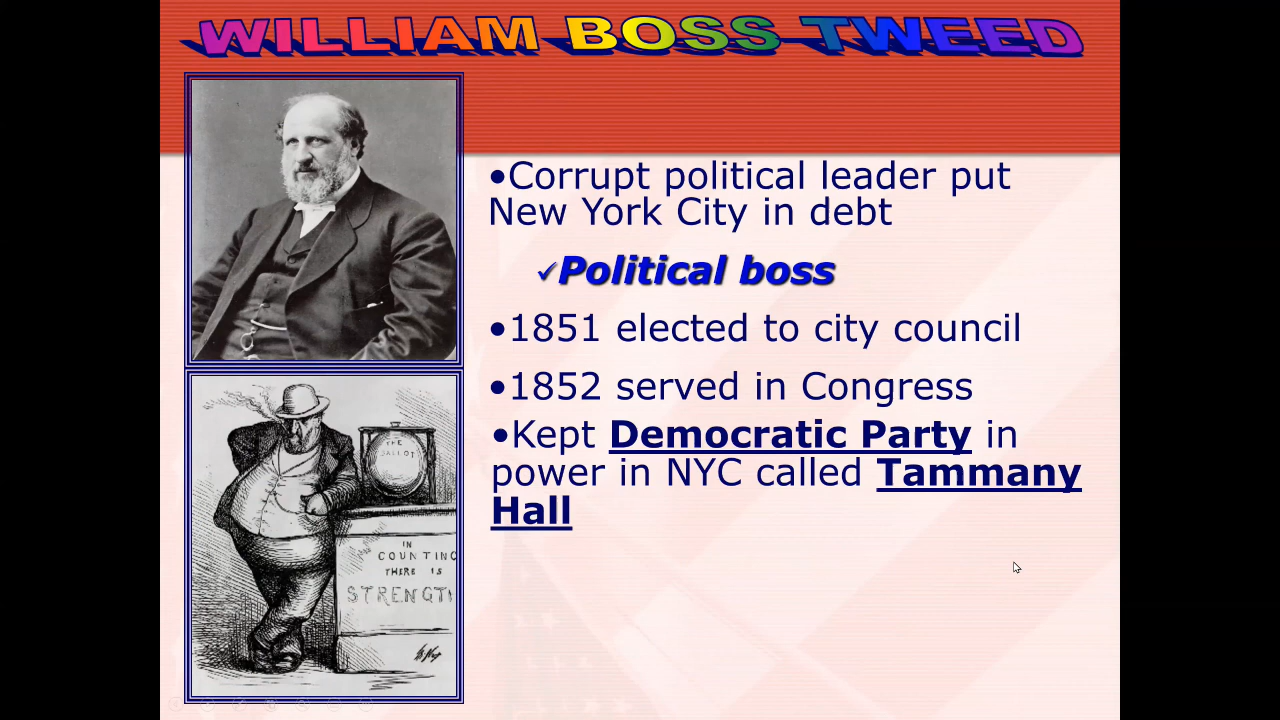 WILLIAM BOSS TWEED
•Corrupt political leader put
New York City in debt
✓Political boss
•1851 elected to city council
•1852 served in Congress
•Kept Democratic Party in
power in NYC called Tammany
Hall
THE
BALLOT
IN
COUNTING
THERE IS
STRENGTH